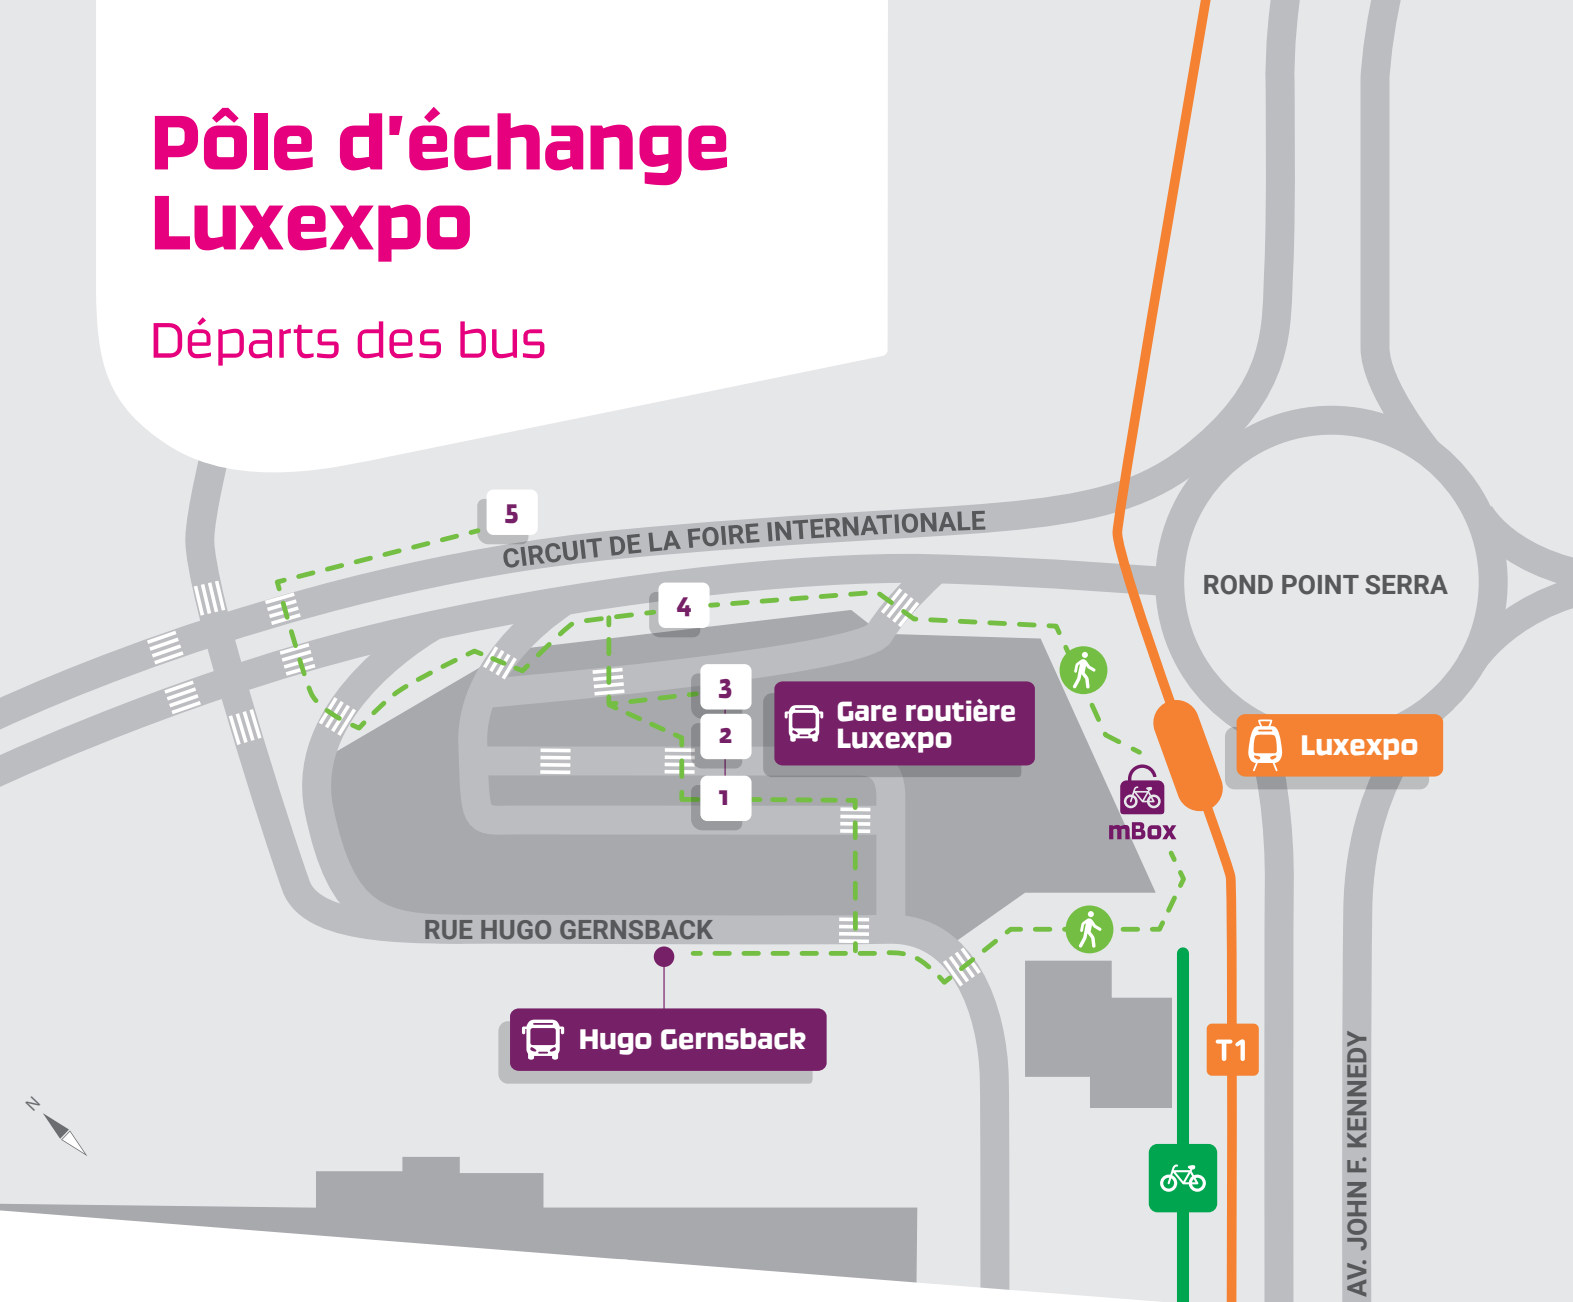 Pôle d'échange
Luxexpo
Départs des bus
5
CIRCUIT DE LA FOIRE INTERNATIONALE
ROND POINT SERRA
4
3
2
1
Gare routière
Luxexpo
Luxexpo
mBox
RUE HUGO GERNSBACK
Hugo Gernsback
T1
AV. JOHN F. KENNEDY
N